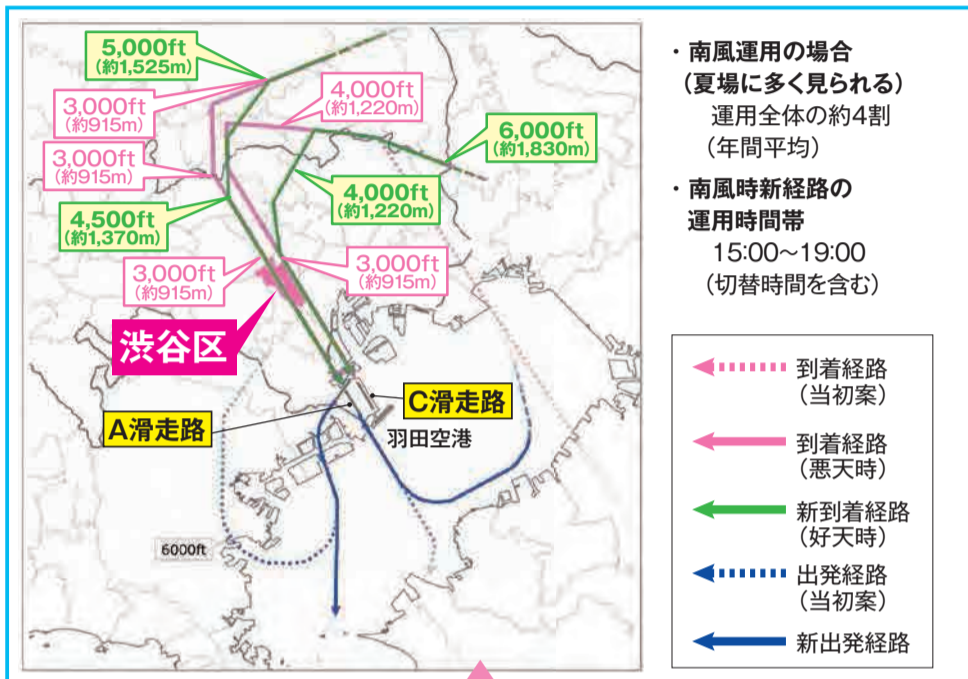 5,000ft
(約1,525m)
3,000ft
(約915m)
4,000ft
(約1,220m)
3,000ft
(約915m)
6,000ft
(約1,830m)
4,500ft
(約1,370m)
4,000ft
(約1,220m)
3,000ft
(約915m)
3,000ft
(約915m)
渋谷区
A滑走路
C滑走路
羽田空港
6000ft
・南風運用の場合
(夏場に多く見られる)
運用全体の約4割
(年間平均)
・南風時新経路の
運用時間帯
15:00〜19:00
(切替時間を含む)
到着経路
(当初案)
到着経路
(悪天時)
新到着経路
(好天時)
出発経路
(当初案)
新出発経路